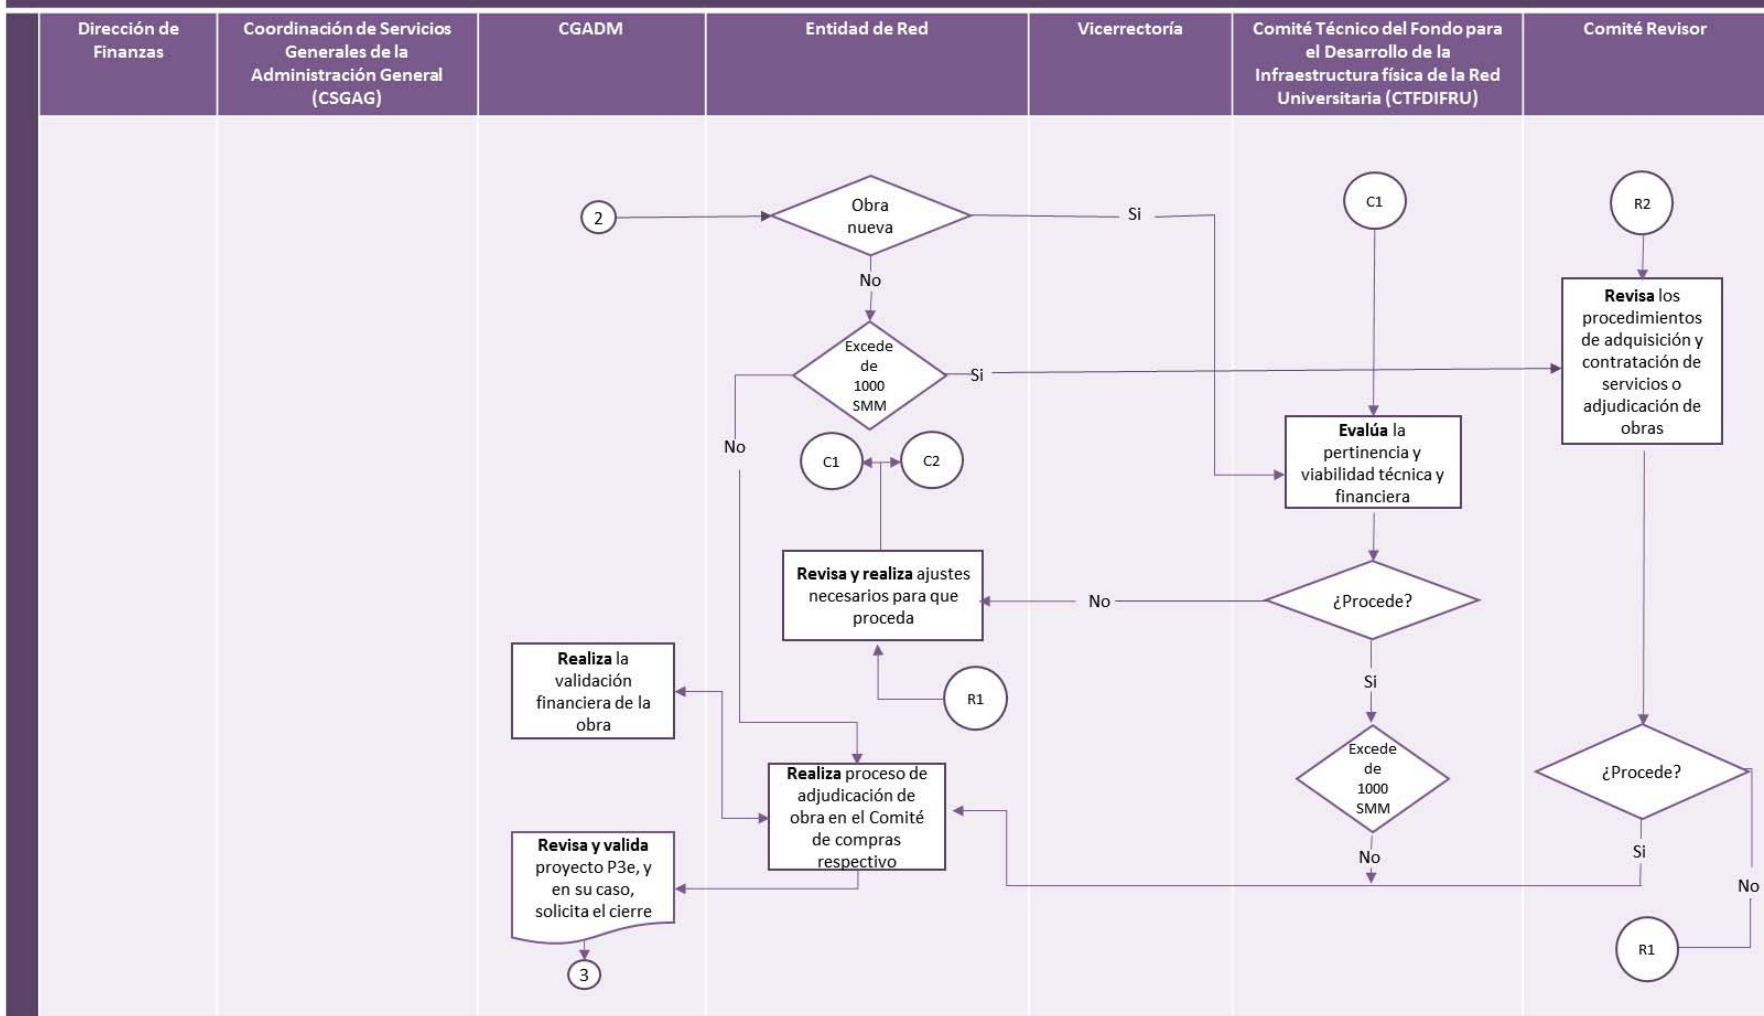 Dirección de
Finanzas
Coordinación de Servicios
Generales de la
Administración General
(CSGAG)
CGADM
Entidad de Red
Vicerrectoría
Comité Técnico del Fondo para
el Desarrollo de la
Infraestructura física de la Red
Universitaria (CTFDIFRU)
Comité Revisor
2
Obra
nueva
Si
C1
R2
No
Revisa los
procedimientos
de adquisición y
contratación de
servicios o
adjudicación de
obras
Excede
de
1000
SMM
Si
No
C1
C2
Evalúa la
pertinencia y
viabilidad técnica y
financiera
Revisa y realiza ajustes
necesarios para que
proceda
No
¿Procede?
Realiza la
validación
financiera de la
obra
R1
Si
Excede
de
1000
SMM
¿Procede?
Realiza proceso de
adjudicación de
obra en el Comité
de compras
respectivo
Revisa y valida
proyecto P3e, y
en su caso,
solicita el cierre
No
Si
No
R1
3